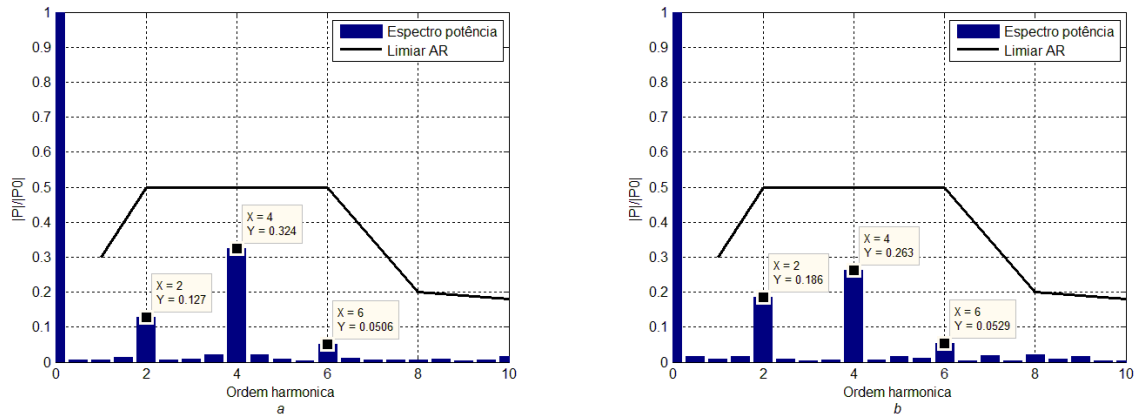 Espectro potência
Limiar AR
|P|/|P0|
1
0.9
0.8
0.7
0.6
0.5
0.4
0.3
0.2
0.1
0
X = 2
Y = 0.127
X = 4
Y = 0.324
X = 6
Y = 0.0506
0 2 4 6 8 10
Ordem harmonica
a
Espectro potência
Limiar AR
|P|/|P0|
1
0.9
0.8
0.7
0.6
0.5
0.4
0.3
0.2
0.1
0
X = 2
Y = 0.186
X = 4
Y = 0.263
X = 6
Y = 0.0529
0 2 4 6 8 10
Ordem harmonica
b